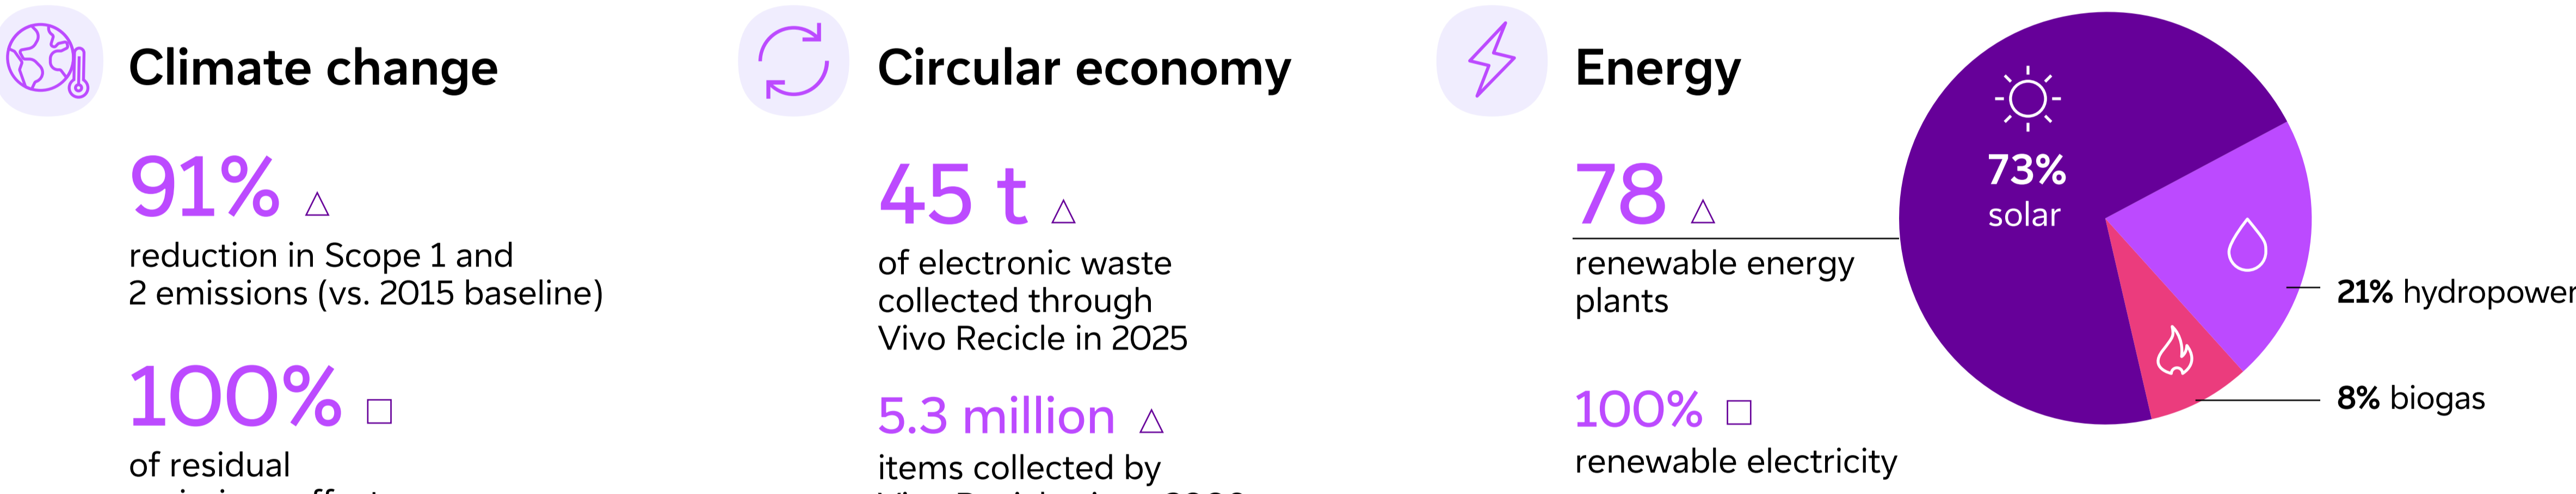 Climate change
91% △
reduction in Scope 1 and
2 emissions (vs. 2015 baseline)
100% □
of residual
Circular economy
45 t △
of electronic waste
collected through
Vivo Recicle in 2025
5.3 million △
items collected by
Energy
78 △
renewable energy
plants
100% □
renewable electricity
73%
solar
21% hydropower
8% biogas